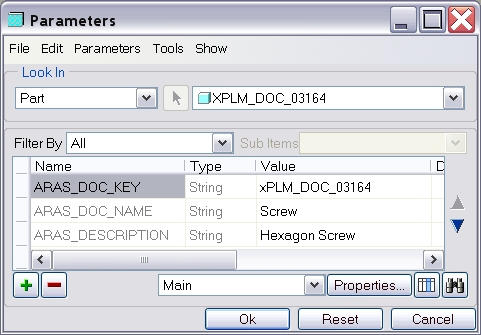 Parameters
File Edit Parameters Tools Show
Look In
Part XPLM_DOC_03164
Filter By All Sub Items
Name Type Value D
ARAS_DOC_KEY String xPLM_DOC_03164
ARAS_DOC_NAME String Screw
ARAS_DESCRIPTION String Hexagon Screw
Main Properties...
Ok Reset Cancel